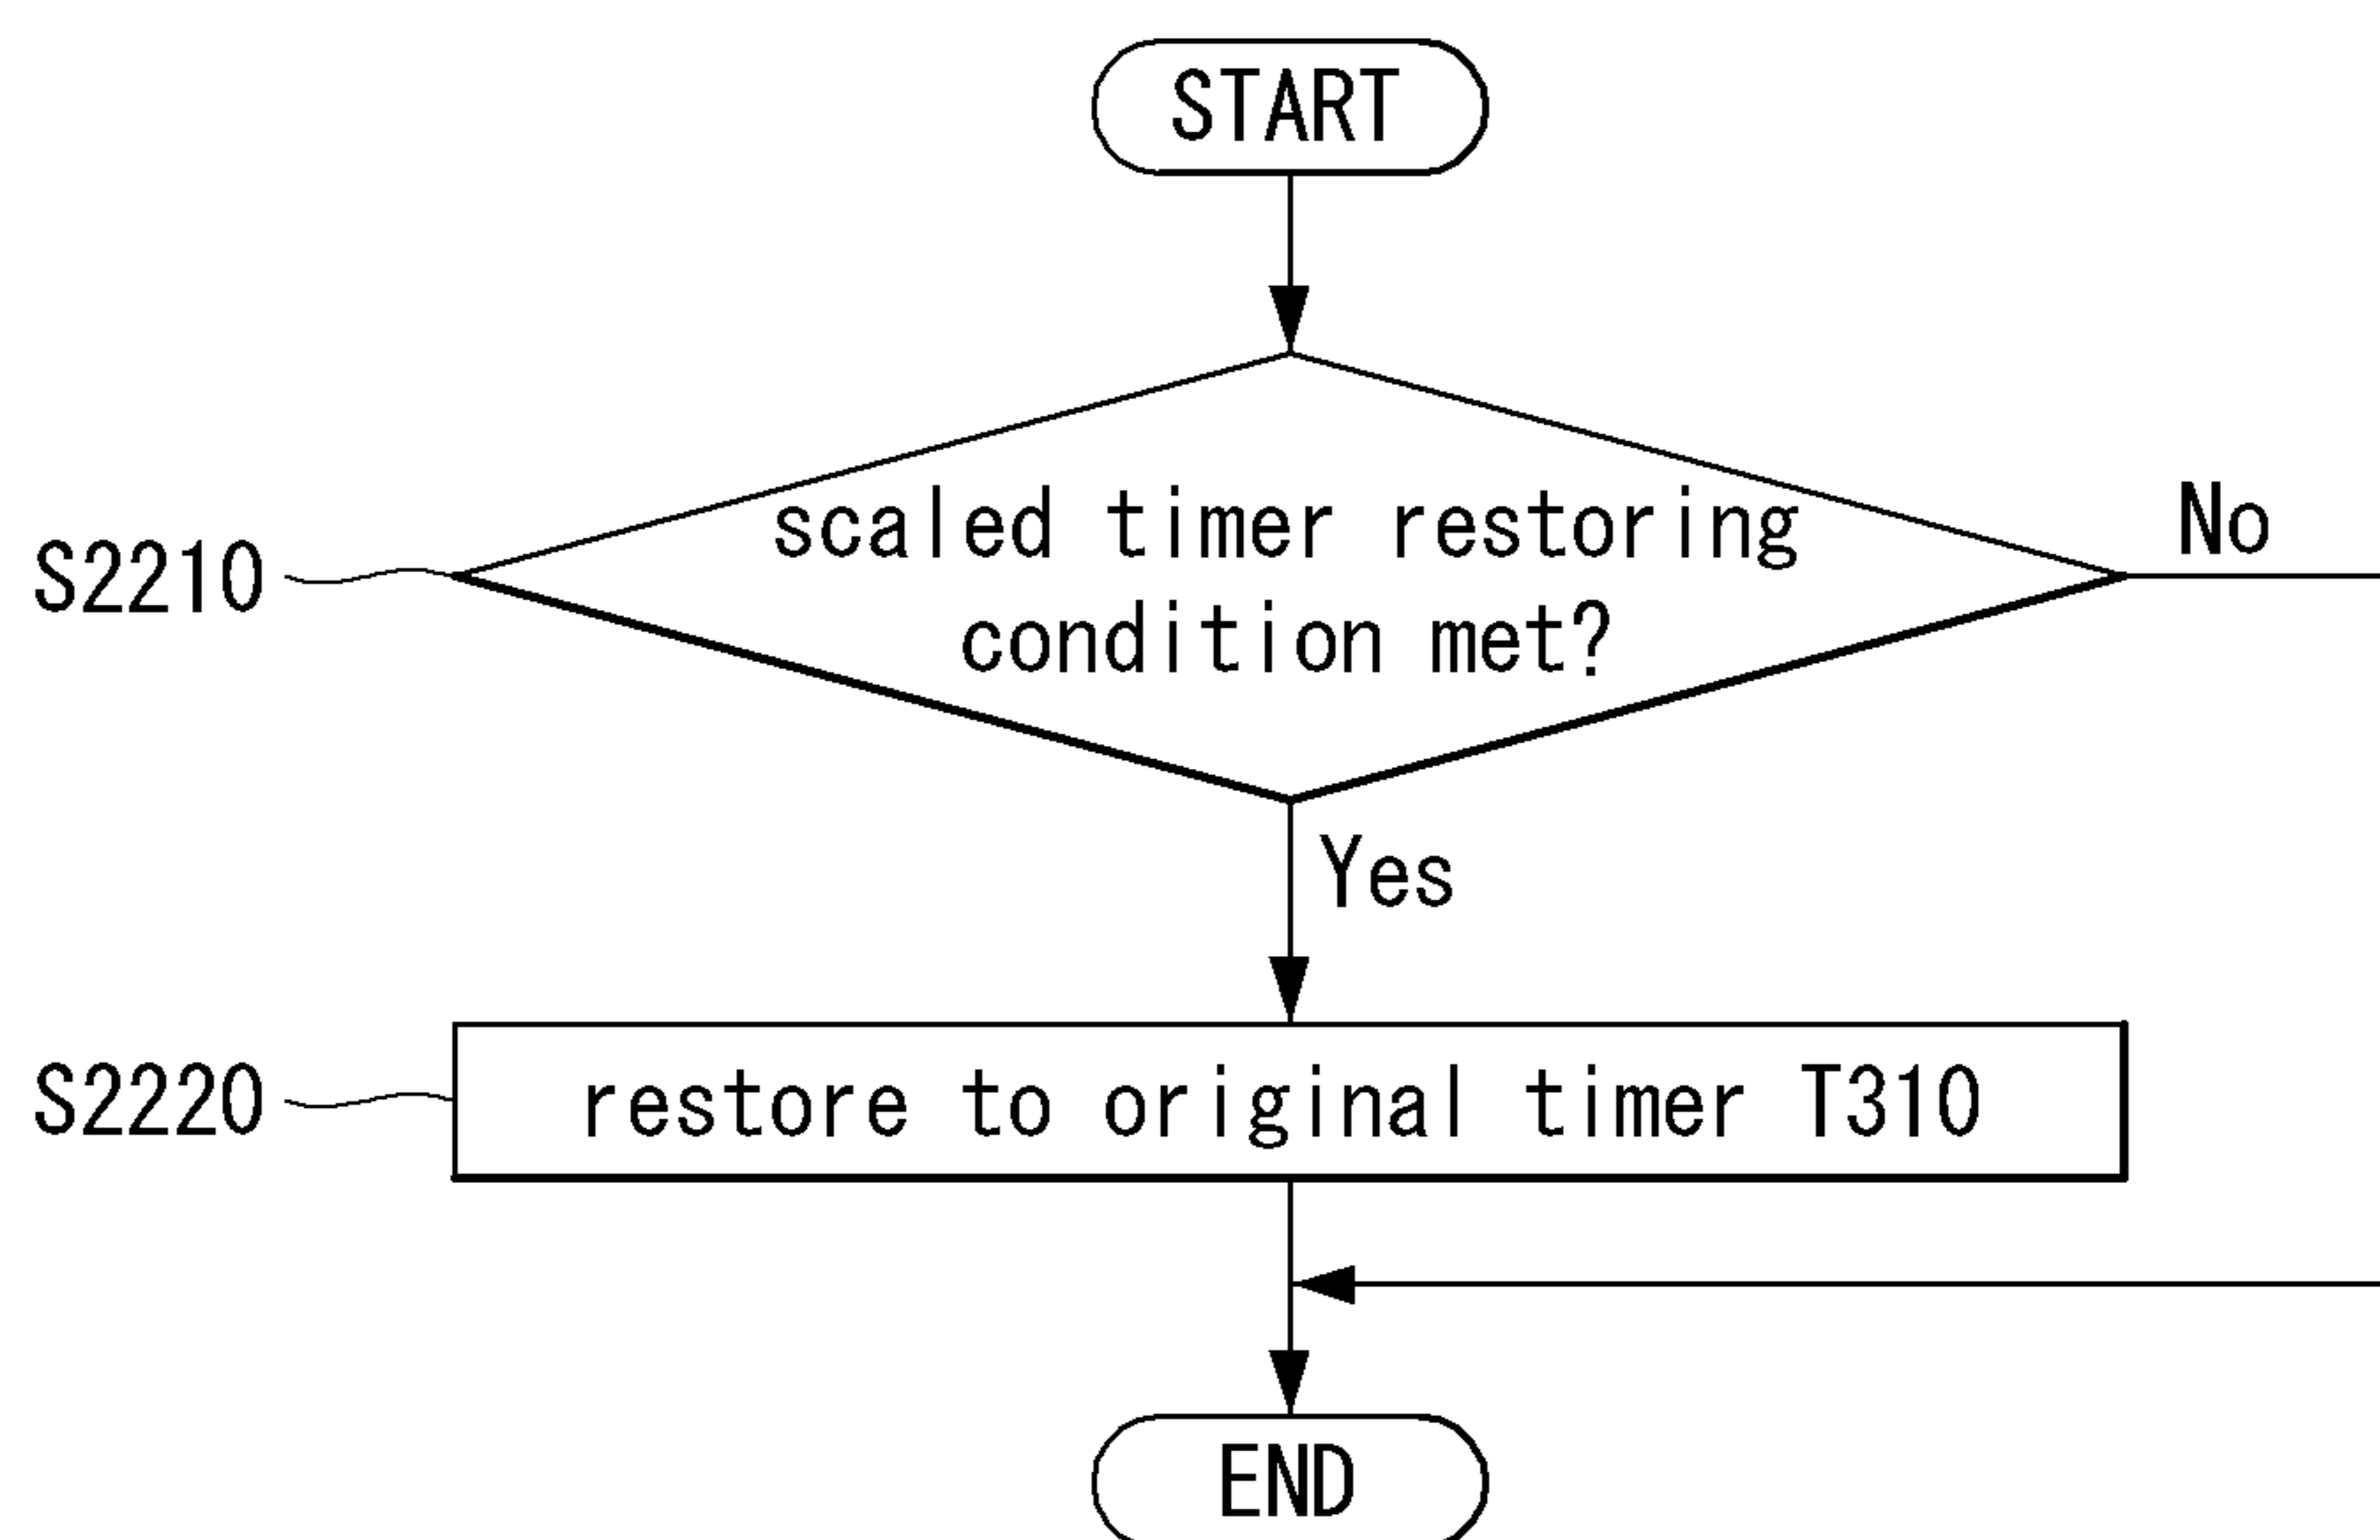 START
scaled timer restoring
condition met?
No
S2210
Yes
S2220
restore to original timer T310
END